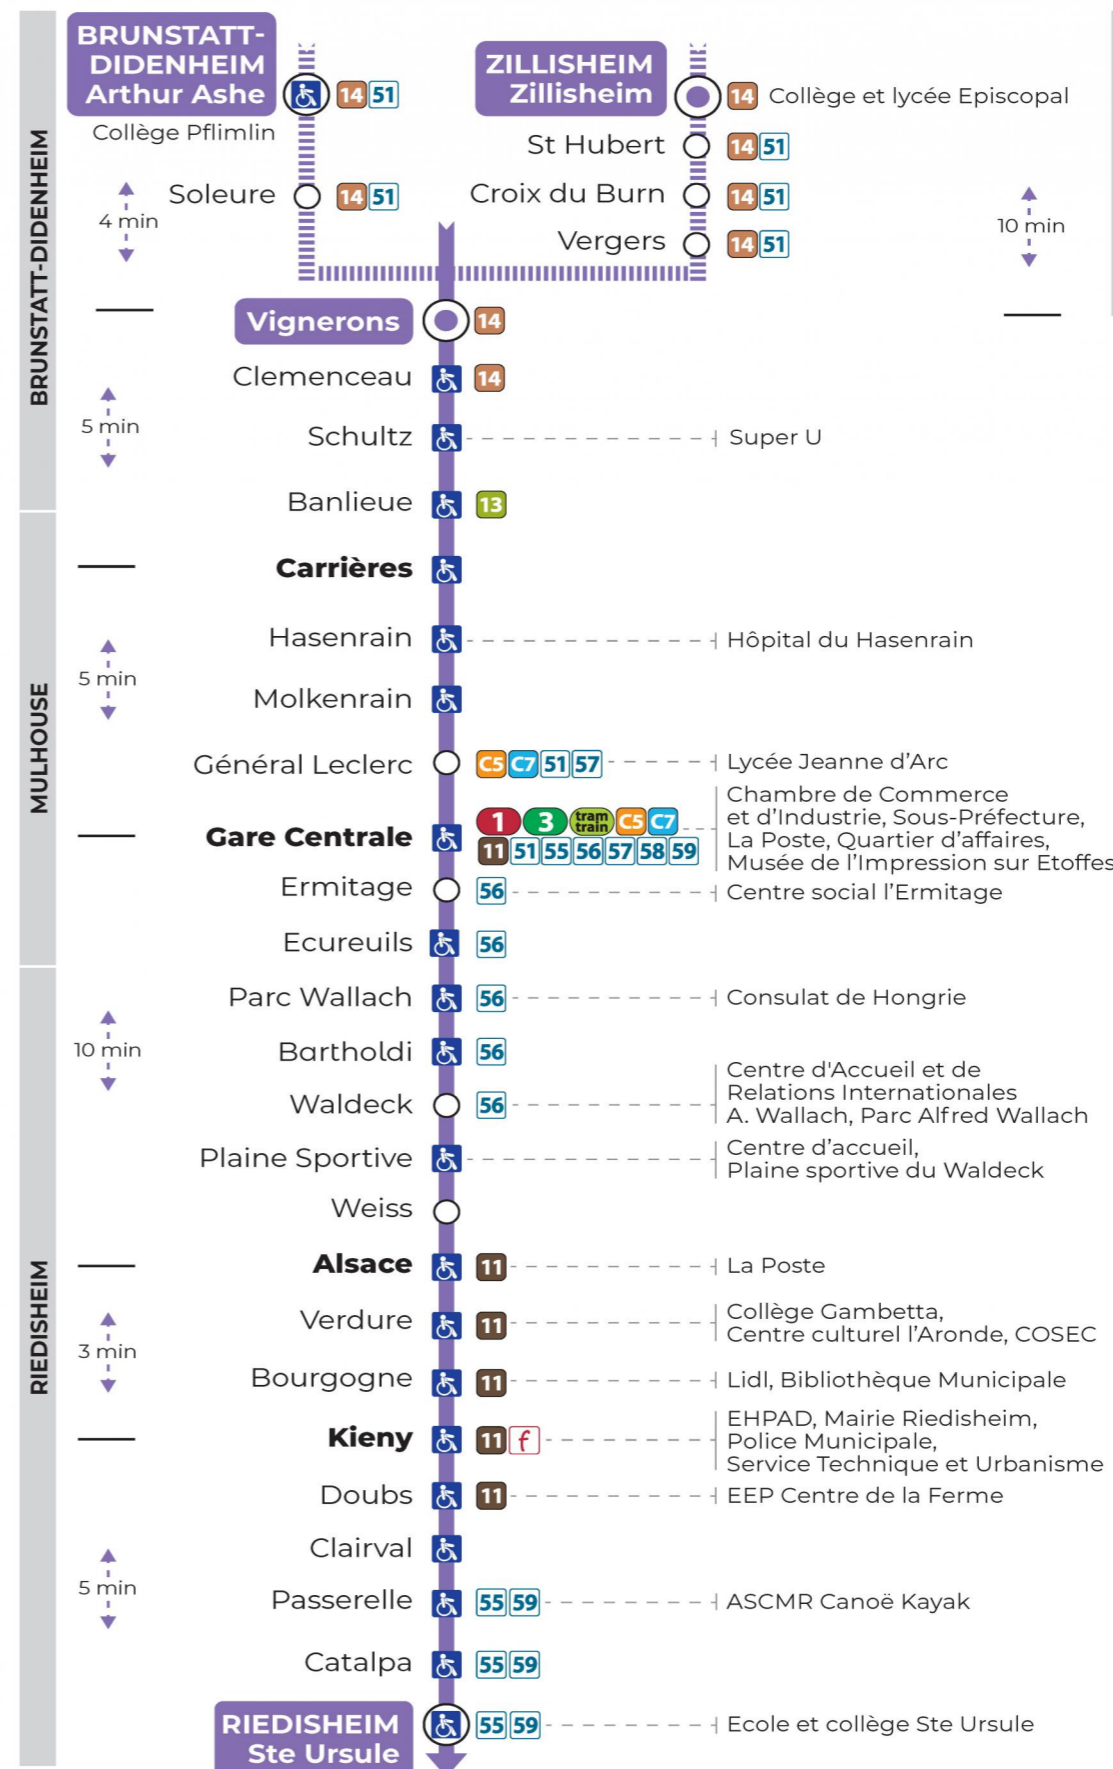 BRUNSTATT-
DIDENHEIM
Arthur Ashe
14 51
Collège Pflimlin
Soleure
14 51
4 min
ZILLISHEIM
Zillisheim
14
Collège et lycée Episcopal
St Hubert
14 51
Croix du Burn
14 51
Vergers
14 51
10 min
BRUNSTATT-DIDENHEIM
Vignerons
14
Clemenceau
14
5 min
Schultz
Super U
Banlieue
13
MULHOUSE
Carrières
Hasenrain
Hôpital du Hasenrain
5 min
Molkenrain
Général Leclerc
C5 C7 51 57
Lycée Jeanne d'Arc
Gare Centrale
1 3 tram
train C5 C7
11 51 55 56 57 58 59
Chambre de Commerce
et d'Industrie, Sous-Préfecture,
La Poste, Quartier d'affaires,
Musée de l'Impression sur Etoffes
Ermitage
56
Centre social l'Ermitage
Ecureuils
56
RIEDISHEIM
Parc Wallach
56
Consulat de Hongrie
10 min
Bartholdi
56
Waldeck
56
Centre d'Accueil et de
Relations Internationales
A. Wallach, Parc Alfred Wallach
Plaine Sportive
Centre d'accueil,
Plaine sportive du Waldeck
Weiss
Alsace
11
La Poste
Verdure
11
Collège Gambetta,
Centre culturel l'Aronde, COSEC
3 min
Bourgogne
11
Lidl, Bibliothèque Municipale
Kieny
11 f
EHPAD, Mairie Riedisheim,
Police Municipale,
Service Technique et Urbanisme
Doubs
11
EEP Centre de la Ferme
Clairval
5 min
Passerelle
55 59
ASCMR Canoë Kayak
Catalpa
55 59
RIEDISHEIM
Ste Ursule
55 59
Ecole et collège Ste Ursule